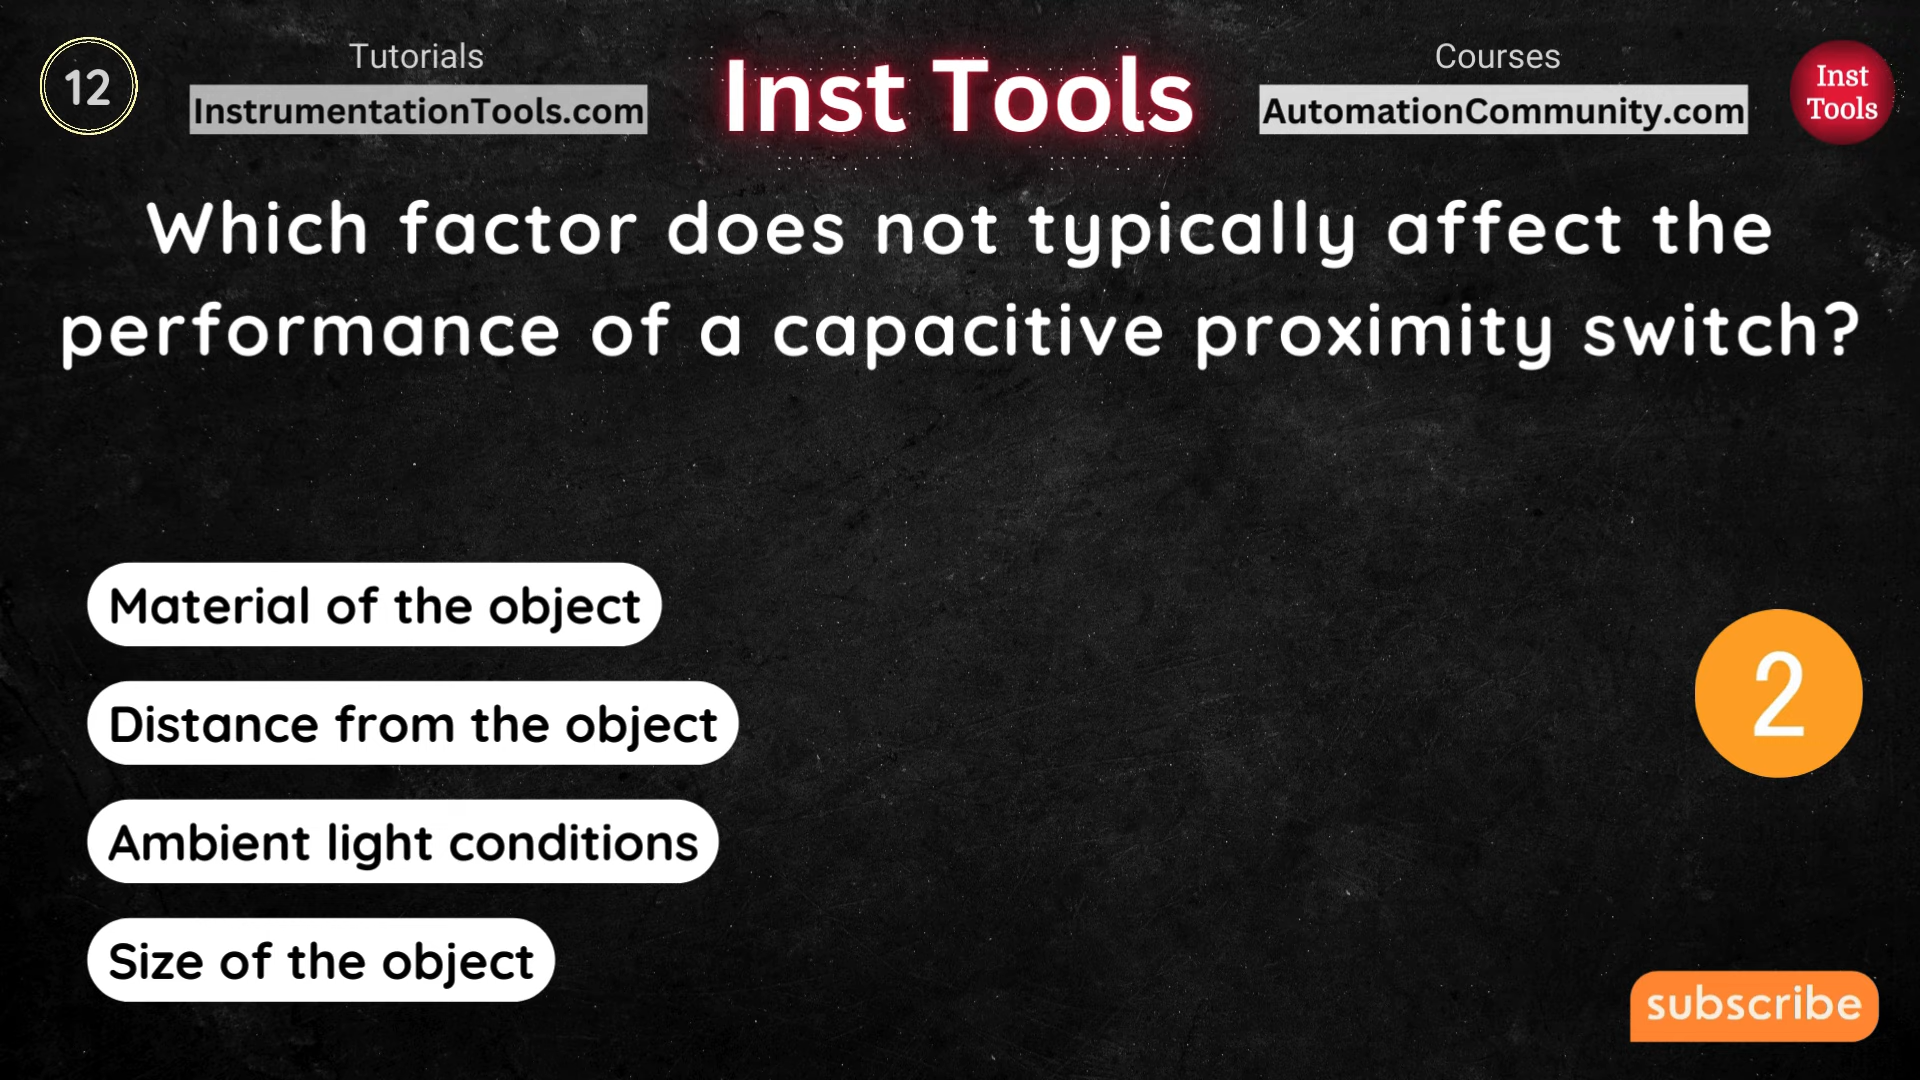 12
Tutorials
InstrumentationTools.com
Inst Tools
Courses
AutomationCommunity.com
Inst
Tools
Which factor does not typically affect the
performance of a capacitive proximity switch?
Material of the object
Distance from the object
Ambient light conditions
Size of the object
2
subscribe